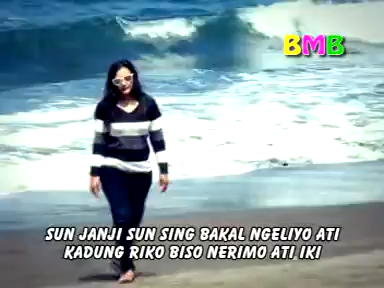 BMB
SUN JANJI SUN SING BAKAL NGELIYO ATI
KADUNG RIKO BISO NERIMO ATI IKI